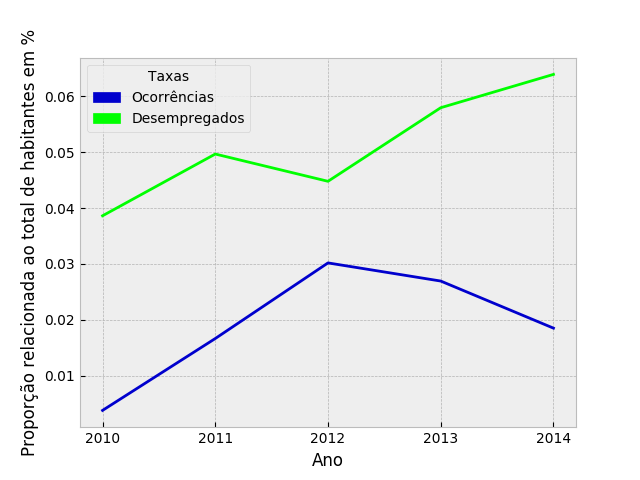 Proporção relacionada ao total de habitantes em %
Taxas
Ocorrências
Desempregados
0.06
0.05
0.04
0.03
0.02
0.01
2010 2011 2012 2013 2014
Ano